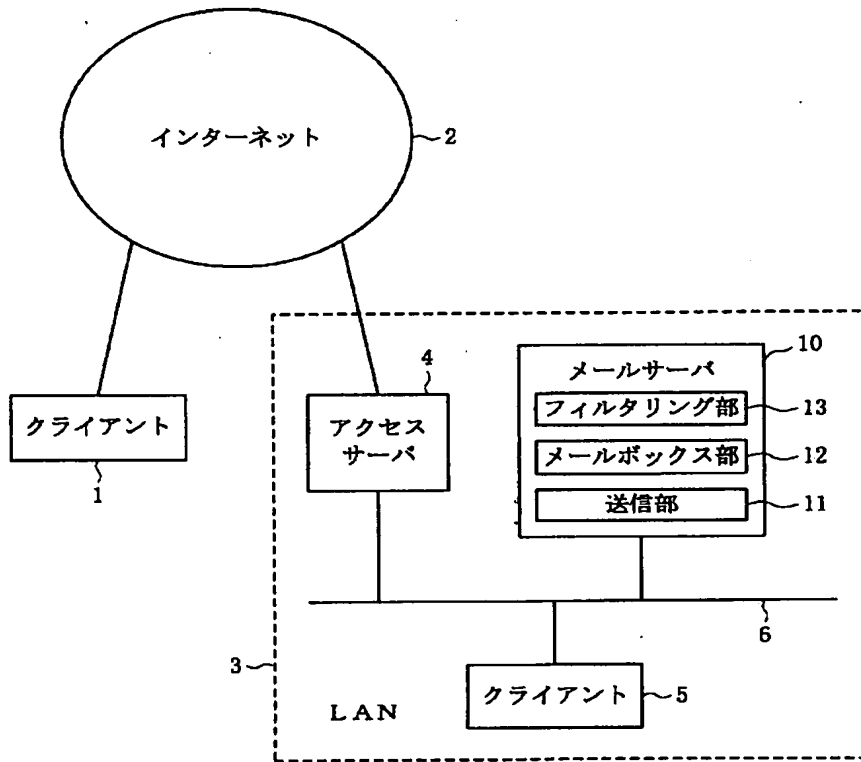 インターネット
2
クライアント
1
4
アクセス
サーバ
10
メールサーバ
フィルタリング部
13
メールボックス部
12
送信部
11
6
3
クライアント
5
LAN